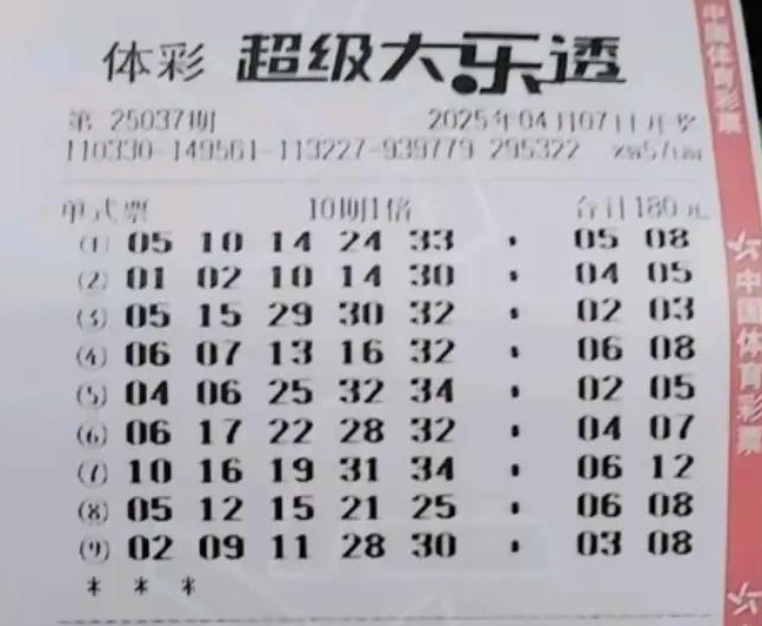 体彩 超级大乐透
第 25037期 2025年04月07日开奖
110330-149561-113227-939779 295322
单式票 10期1倍 合计180元
(1) 05 10 14 24 33 · 05 08
(2) 01 02 10 14 30 · 04 05
(3) 05 15 29 30 32 · 02 03
(4) 06 07 13 16 32 · 06 08
(5) 04 06 25 32 34 · 02 05
(6) 06 17 22 28 32 · 04 07
(7) 10 16 19 31 34 · 06 12
(8) 05 12 15 21 25 · 06 08
(9) 02 09 11 28 30 · 03 08
* * *
中国体育彩票
中国体育彩票